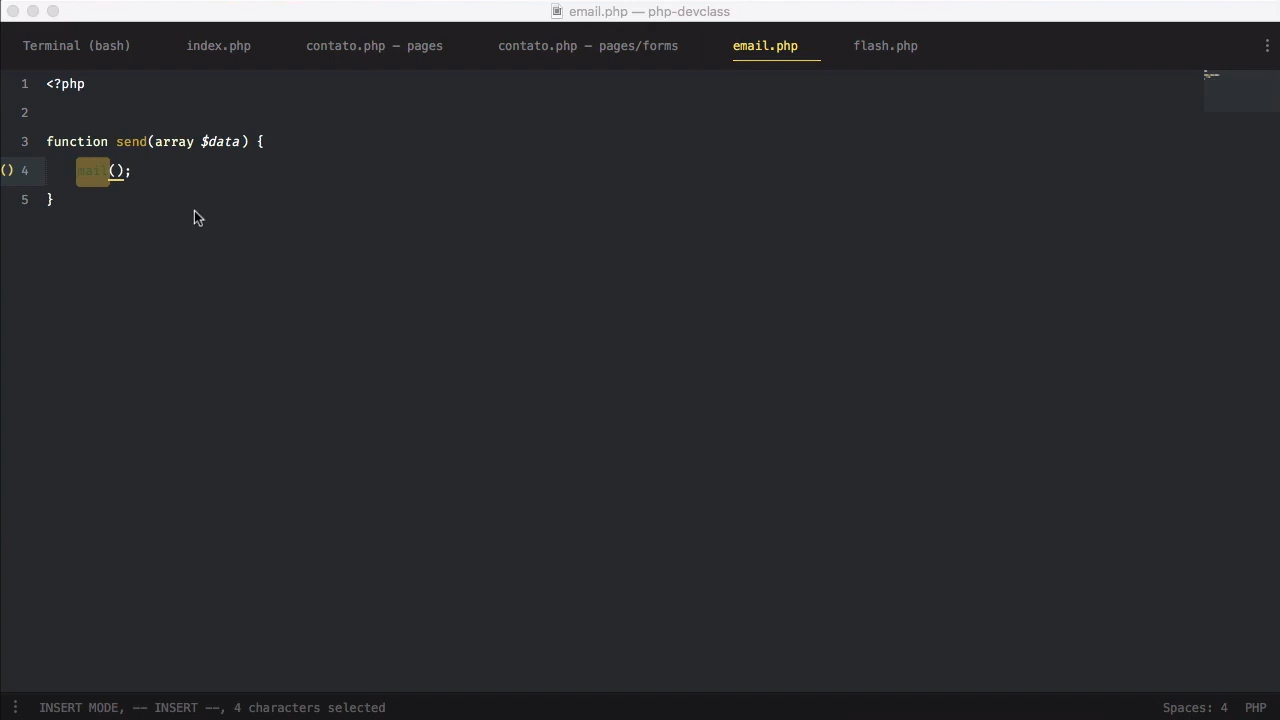 email.php — php-devclass
Terminal (bash) index.php contato.php — pages contato.php — pages/forms email.php flash.php
1 <?php
2
3 function send(array $data) {
() 4     mail();
5 }
INSERT MODE, -- INSERT --, 4 characters selected Spaces: 4 PHP